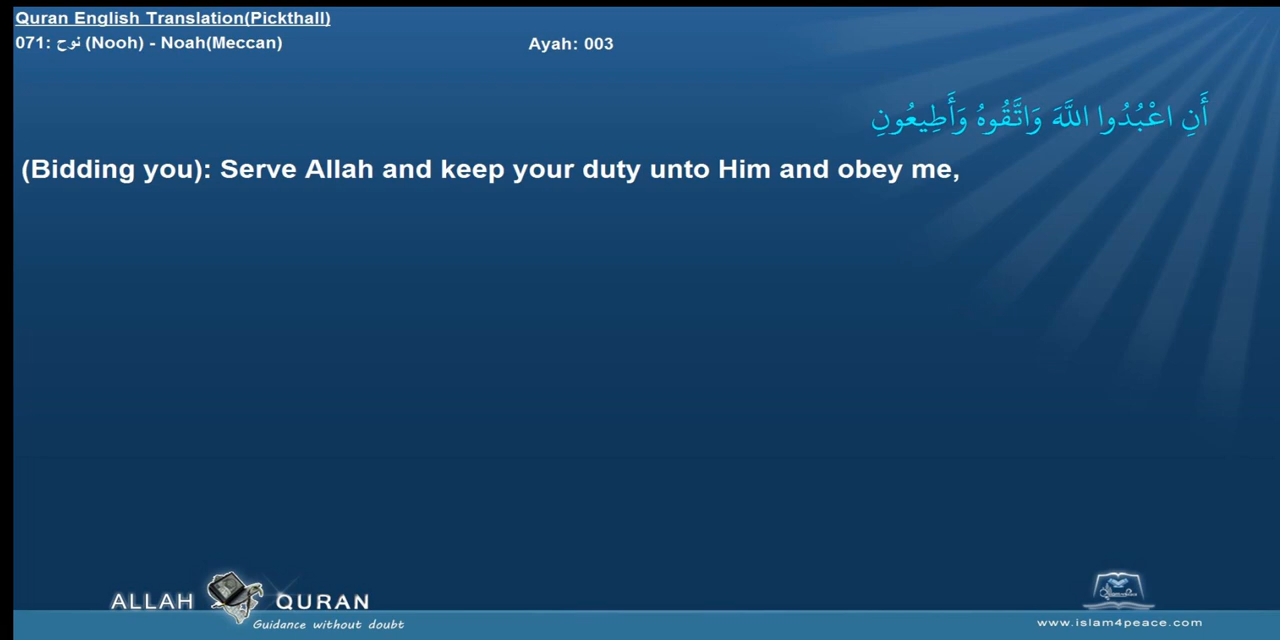 Quran English Translation(Pickthall)
071: نوح (Nooh) - Noah(Meccan)
Ayah: 003
أَنِ اعْبُدُوا اللَّهَ وَاتَّقُوهُ وَأَطِيعُونِ
(Bidding you): Serve Allah and keep your duty unto Him and obey me,
ALLAH QURAN
Guidance without doubt
www.islam4peace.com